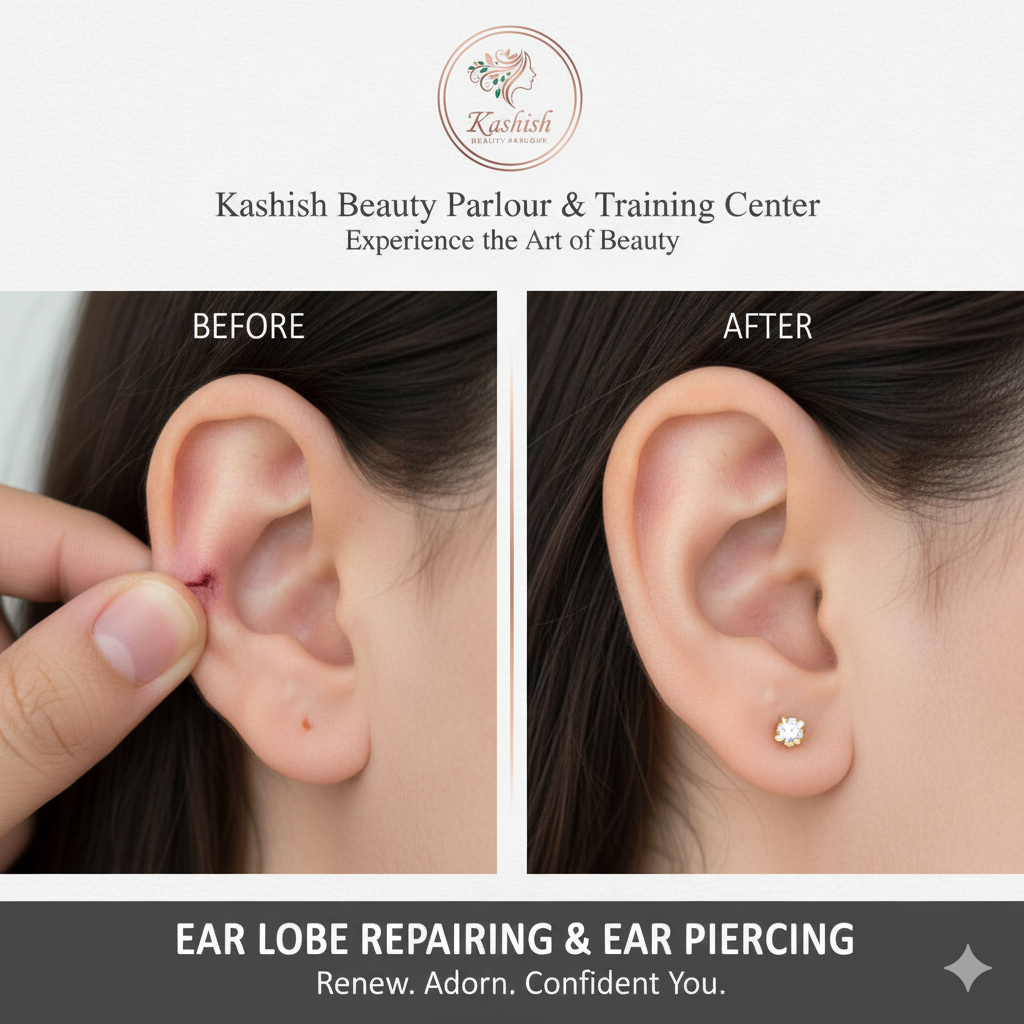 Kashish
Kashish Beauty Parlour & Training Center
Experience the Art of Beauty
BEFORE
AFTER
EAR LOBE REPAIRING & EAR PIERCING
Renew. Adorn. Confident You.